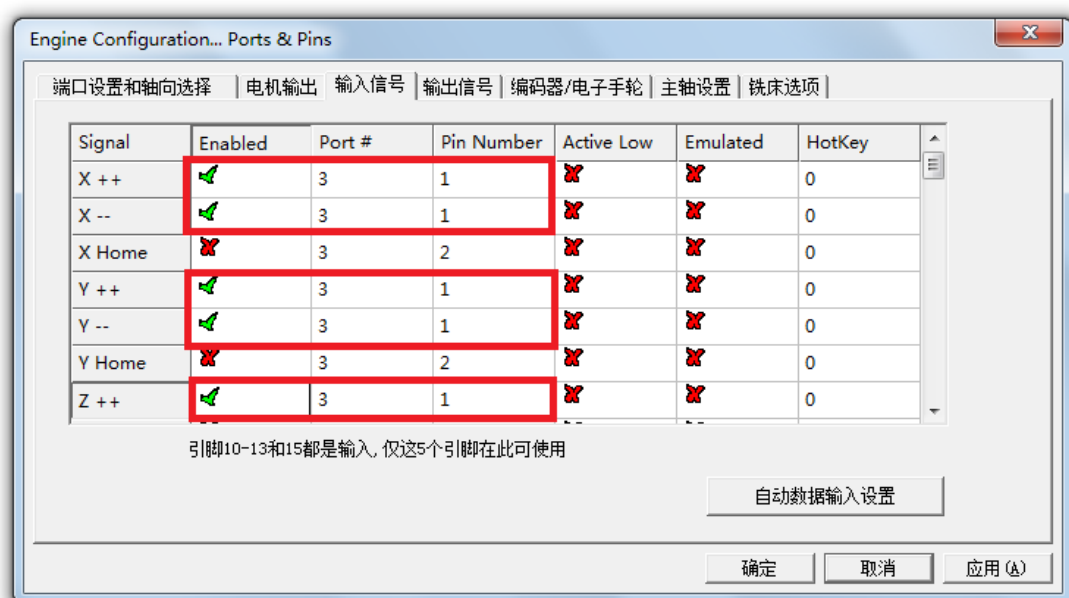 Engine Configuration... Ports & Pins
端口设置和轴向选择 电机输出 输入信号 输出信号 编码器/电子手轮 主轴设置 铣床选项
Signal Enabled Port # Pin Number Active Low Emulated HotKey
X ++ 3 1 0
X -- 3 1 0
X Home 3 2 0
Y ++ 3 1 0
Y -- 3 1 0
Y Home 3 2 0
Z ++ 3 1 0
引脚10-13和15都是输入, 仅这5个引脚在此可使用
自动数据输入设置
确定 取消 应用(A)